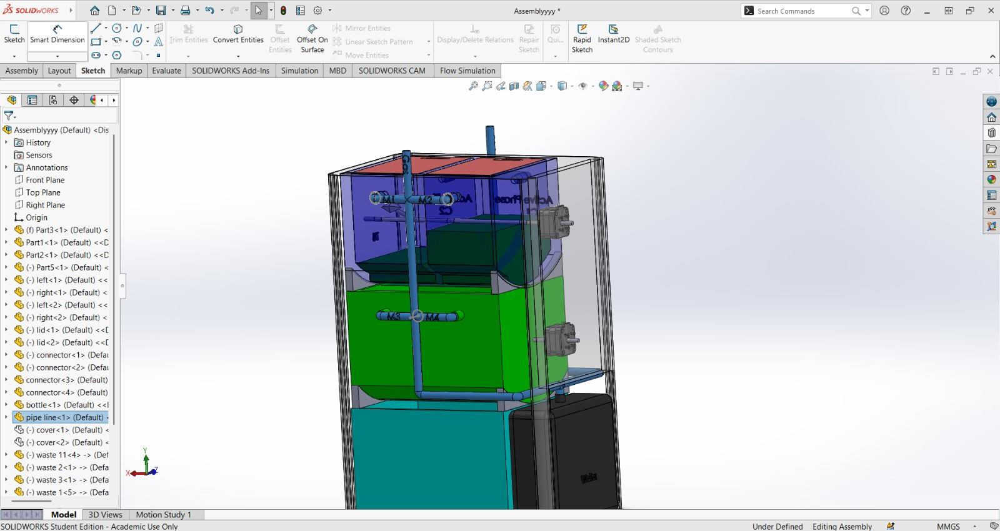 SOLIDWORKS
Assemblyyyy *
Search Commands
Sketch
Smart Dimension
Trim Entities
Convert Entities
Offset Entities
Offset On Surface
Mirror Entities
Linear Sketch Pattern
Move Entities
Display/Delete Relations
Repair Sketch
Qui...
Rapid Sketch
Instant2D
Shaded Sketch Contours
Assembly
Layout
Sketch
Markup
Evaluate
SOLIDWORKS Add-Ins
Simulation
MBD
SOLIDWORKS CAM
Flow Simulation
Assemblyyyy (Default) <Dis
History
Sensors
Annotations
Front Plane
Top Plane
Right Plane
Origin
(f) Part3<1> (Default) <
Part1<1> (Default) <<D
Part2<1> (Default) <<D
(-) Part5<1> (Default) <
(-) left<1> (Default) <<
(-) right<1> (Default) <
(-) left<2> (Default) <<
(-) right<2> (Default) <
(-) lid<1> (Default) <<D
(-) lid<2> (Default) <<D
(-) connector<1> (Defau
(-) connector<2> (Defau
connector<3> (Default)
connector<4> (Default)
bottle<1> (Default) <<
pipe line<1> (Default)
(-) cover<1> (Default) <
(-) cover<2> (Default) <
(-) waste 11<4> -> (Def
(-) waste 2<1> -> (Defa
(-) waste 3<1> -> (Defa
(-) waste 1<5> -> (Defa
Gas
M1
M2
Active Phase
C1
C2
M3
M4
Water
X
Y
Z
Model
3D Views
Motion Study 1
SOLIDWORKS Student Edition - Academic Use Only
Under Defined
Editing Assembly
MMGS